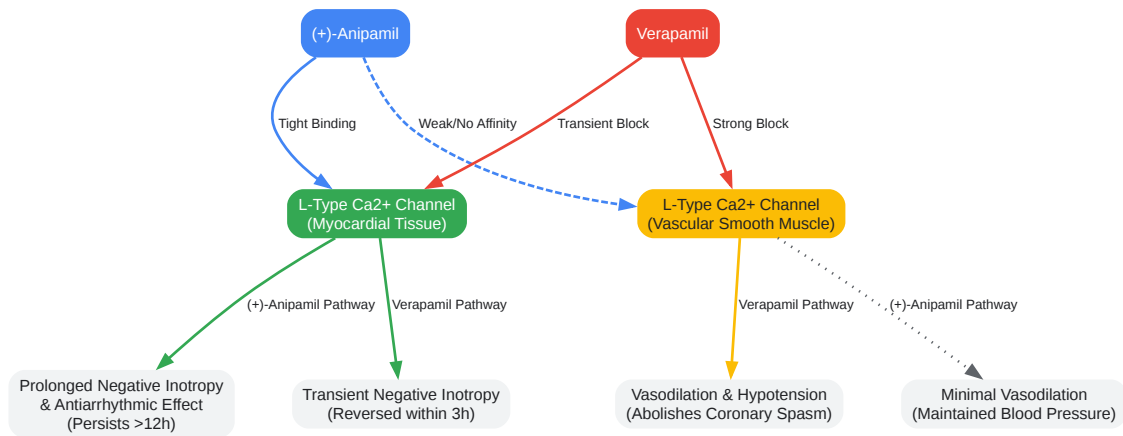 (+)-Anipamil
Verapamil
Tight Binding
Weak/No Affinity
Transient Block
Strong Block
L-Type Ca2+ Channel
(Myocardial Tissue)
L-Type Ca2+ Channel
(Vascular Smooth Muscle)
(+)-Anipamil Pathway
Verapamil Pathway
Verapamil Pathway
(+)-Anipamil Pathway
Prolonged Negative Inotropy
& Antiarrhythmic Effect
(Persists >12h)
Transient Negative Inotropy
(Reversed within 3h)
Vasodilation & Hypotension
(Abolishes Coronary Spasm)
Minimal Vasodilation
(Maintained Blood Pressure)